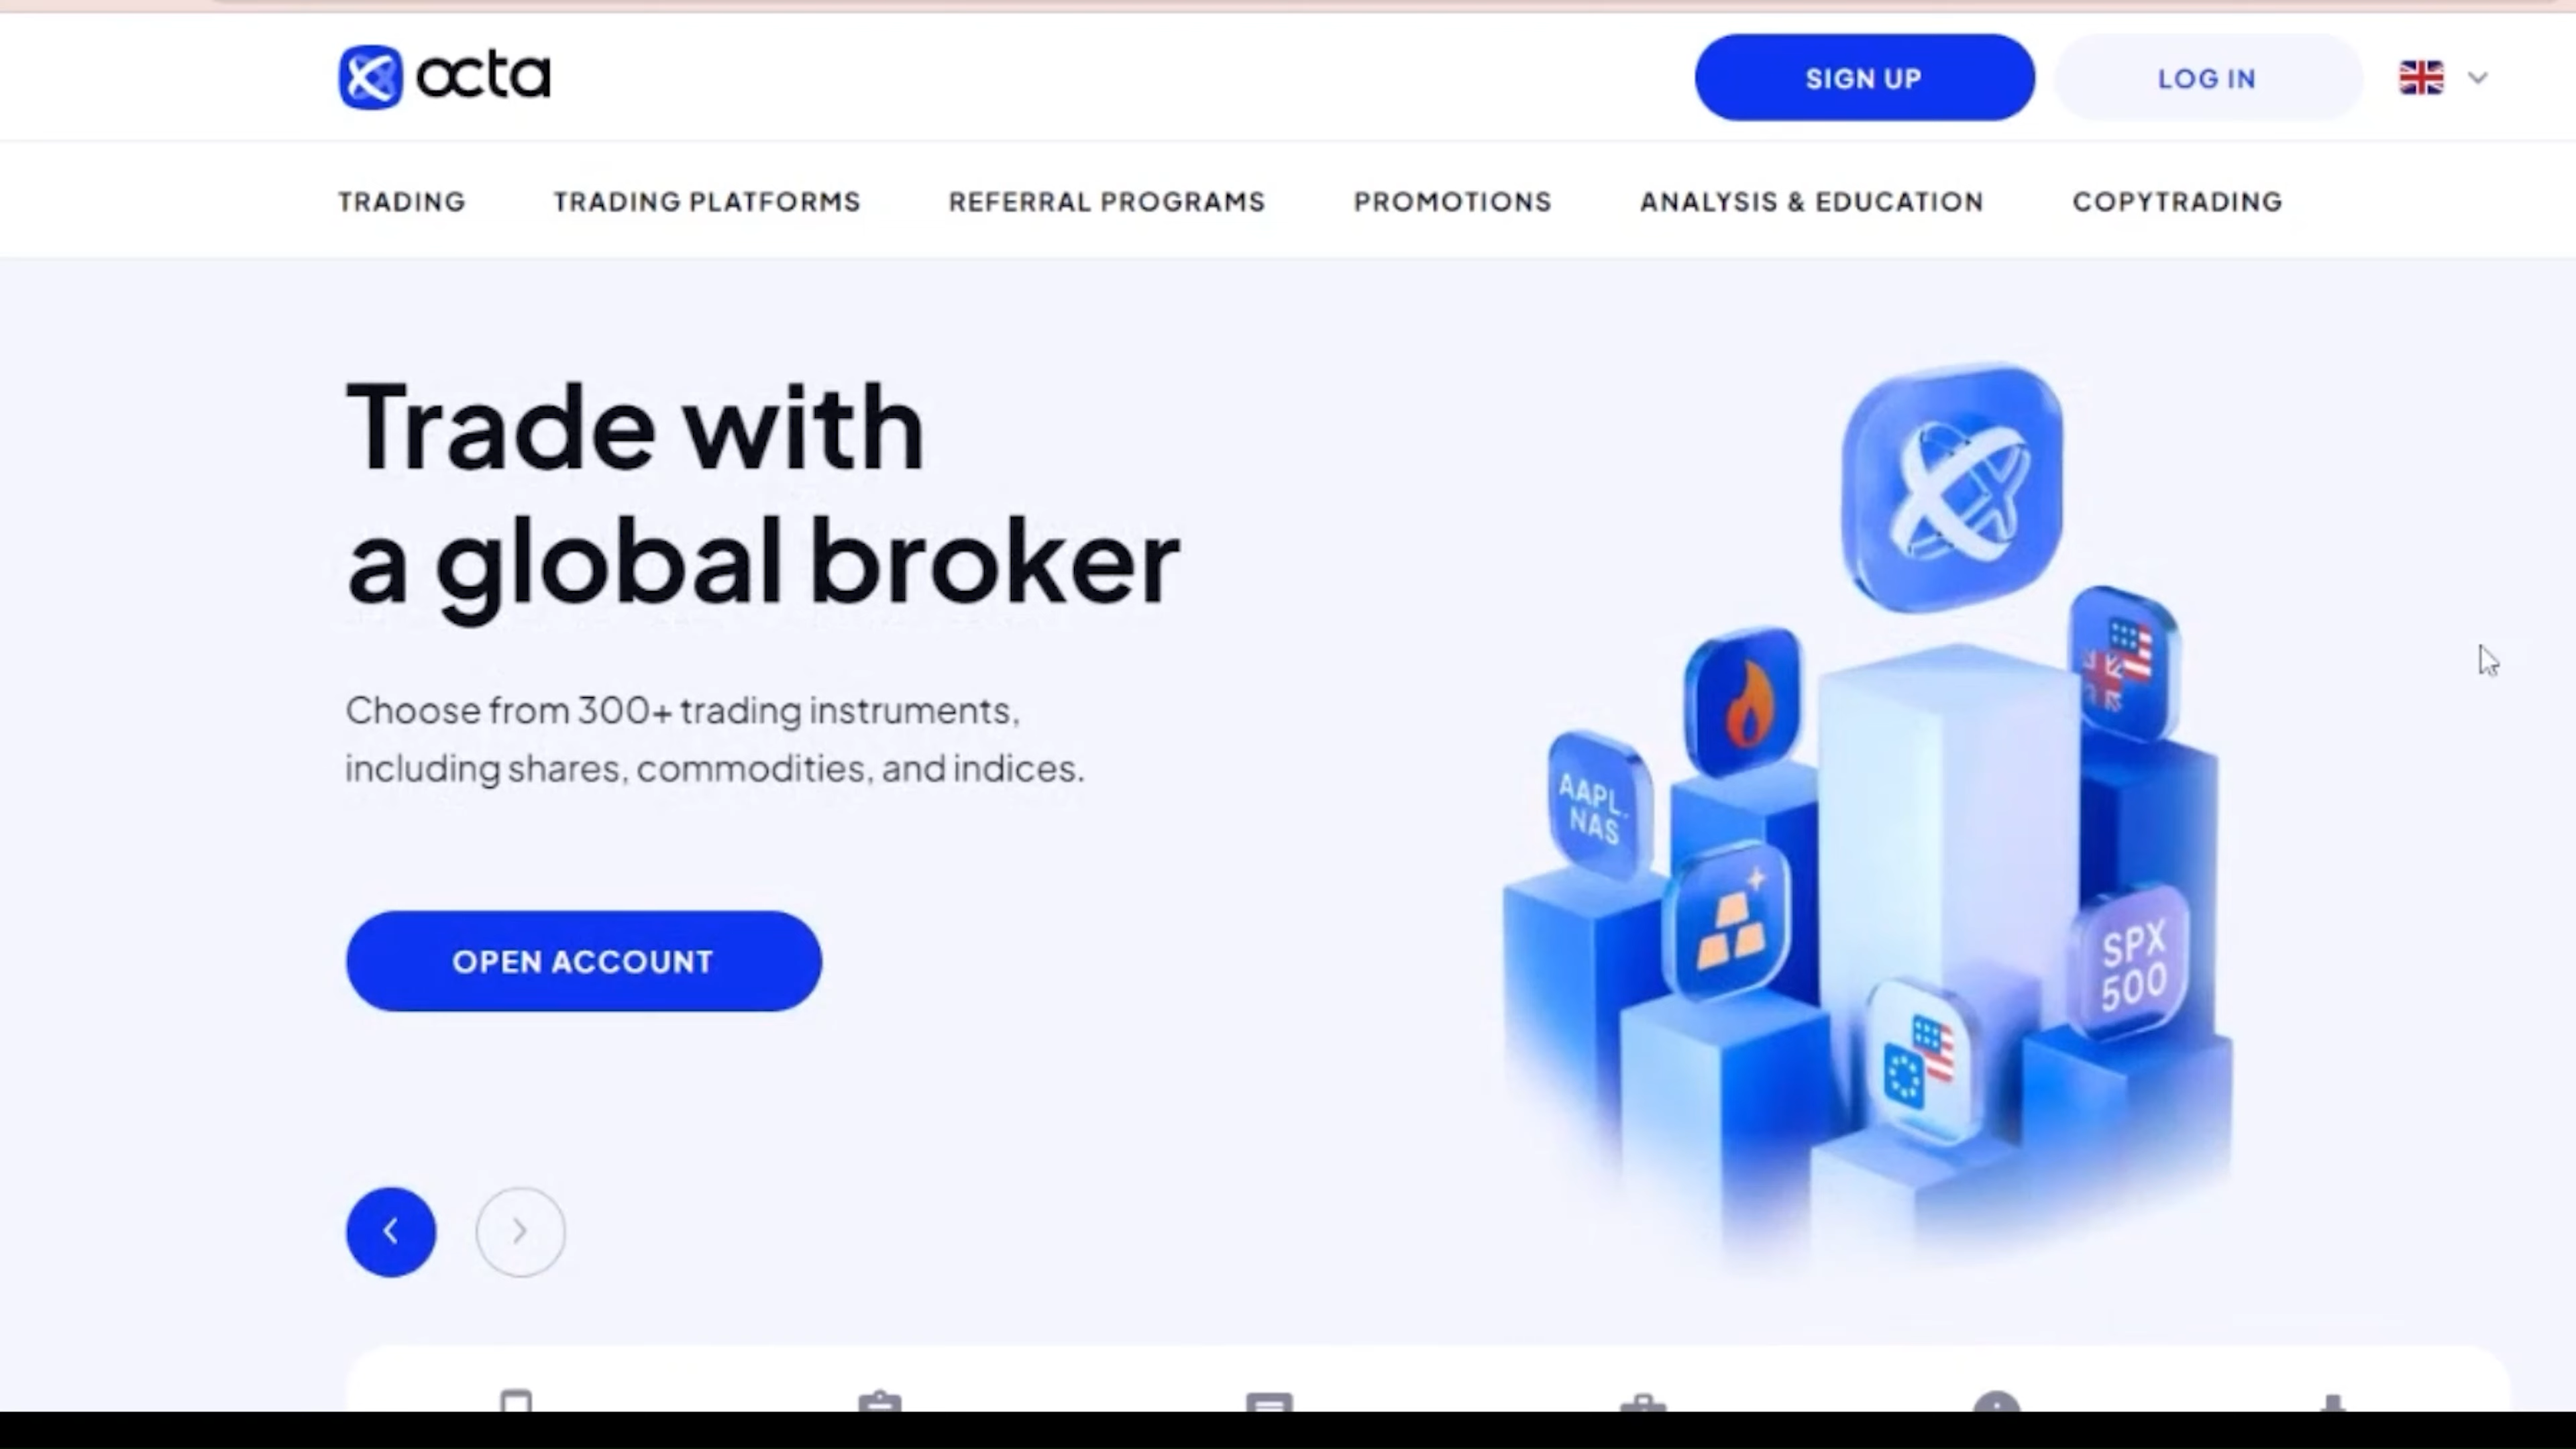 octa
SIGN UP
LOG IN
TRADING
TRADING PLATFORMS
REFERRAL PROGRAMS
PROMOTIONS
ANALYSIS & EDUCATION
COPYTRADING
Trade with
a global broker
Choose from 300+ trading instruments,
including shares, commodities, and indices.
OPEN ACCOUNT
AAPL.
NAS
SPX
500